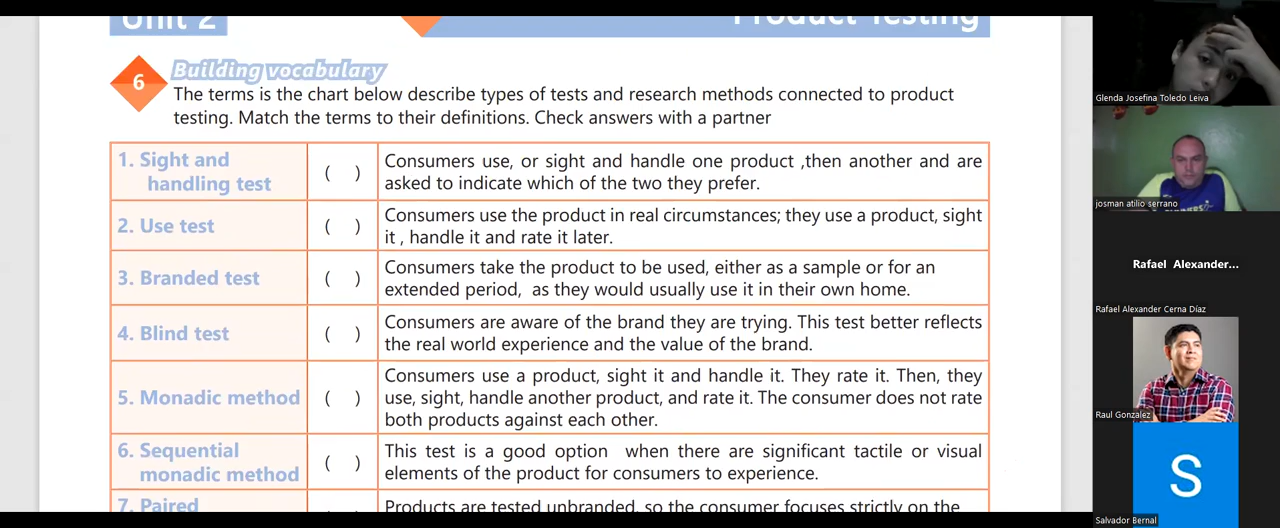 Unit 2
Product Testing
6
Building vocabulary
The terms is the chart below describe types of tests and research methods connected to product
testing. Match the terms to their definitions. Check answers with a partner
1. Sight and
handling test
( )
Consumers use, or sight and handle one product ,then another and are
asked to indicate which of the two they prefer.
2. Use test
( )
Consumers use the product in real circumstances; they use a product, sight
it , handle it and rate it later.
3. Branded test
( )
Consumers take the product to be used, either as a sample or for an
extended period, as they would usually use it in their own home.
4. Blind test
( )
Consumers are aware of the brand they are trying. This test better reflects
the real world experience and the value of the brand.
5. Monadic method
( )
Consumers use a product, sight it and handle it. They rate it. Then, they
use, sight, handle another product, and rate it. The consumer does not rate
both products against each other.
6. Sequential
monadic method
( )
This test is a good option when there are significant tactile or visual
elements of the product for consumers to experience.
7. Paired
Products are tested unbranded, so the consumer focuses strictly on the
Glenda Josefina Toledo Leiva
josman atilio serrano
Rafael Alexander...
Rafael Alexander Cerna Díaz
Raul Gonzalez
S
Salvador Bernal